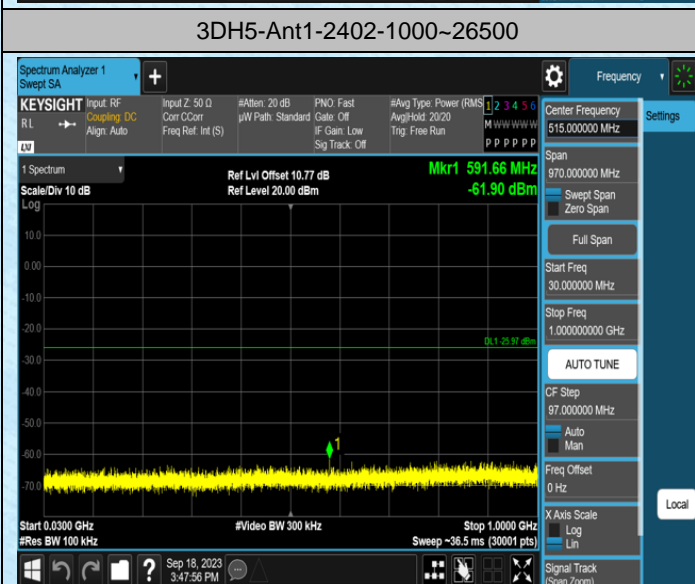 3DH5-Ant1-2402-1000~26500
Spectrum Analyzer 1
Swept SA
Frequency
Settings
KEYSIGHT
RL
Input: RF
Coupling: DC
Align: Auto
Input Z: 50 Ω
Corr CCorr
Freq Ref: Int (S)
#Atten: 20 dB
µW Path: Standard
PNO: Fast
Gate: Off
IF Gain: Low
Sig Track: Off
#Avg Type: Power (RMS
Avg|Hold: 20/20
Trig: Free Run
1 2 3 4 5 6
M W W W W W
P P P P P P
LXI
1 Spectrum
Scale/Div 10 dB
Ref Lvl Offset 10.77 dB
Ref Level 20.00 dBm
Mkr1 591.66 MHz
-61.90 dBm
Log
10.0
0.00
-10.0
-20.0
DL1 -25.97 dBm
-30.0
-40.0
-50.0
1
-60.0
-70.0
Start 0.0300 GHz
#Res BW 100 kHz
#Video BW 300 kHz
Stop 1.0000 GHz
Sweep ~36.5 ms (30001 pts)
Sep 18, 2023
3:47:56 PM
Center Frequency
515.000000 MHz
Span
970.000000 MHz
Swept Span
Zero Span
Full Span
Start Freq
30.000000 MHz
Stop Freq
1.000000000 GHz
AUTO TUNE
CF Step
97.000000 MHz
Auto
Man
Freq Offset
0 Hz
X Axis Scale
Log
Lin
Signal Track
(Span Zoom)
Local